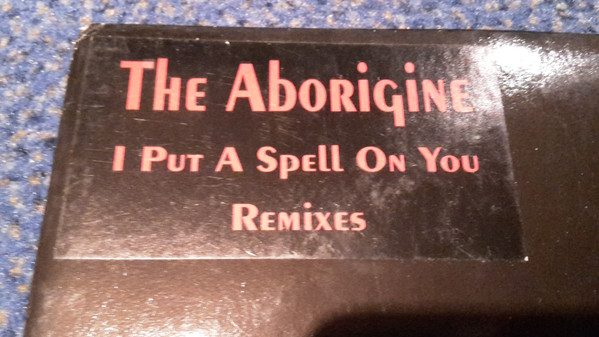 The Aborigine
I Put A Spell On You
Remixes